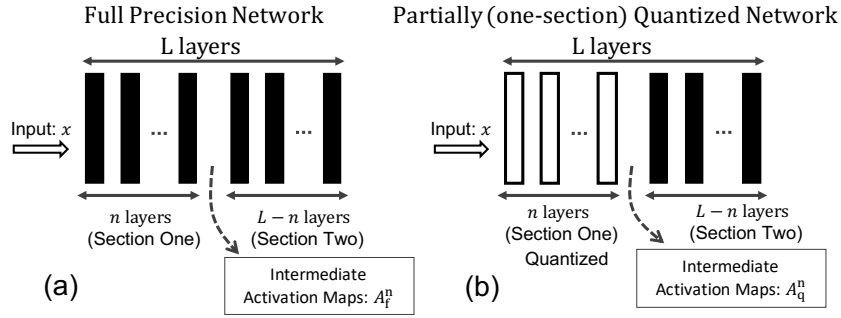 Full Precision Network
L layers
Input: x
...
...
n layers
(Section One)
L − n layers
(Section Two)
(a)
Intermediate
Activation Maps: A_f^n
Partially (one-section) Quantized Network
L layers
Input: x
...
...
n layers
(Section One)
Quantized
L − n layers
(Section Two)
(b)
Intermediate
Activation Maps: A_q^n